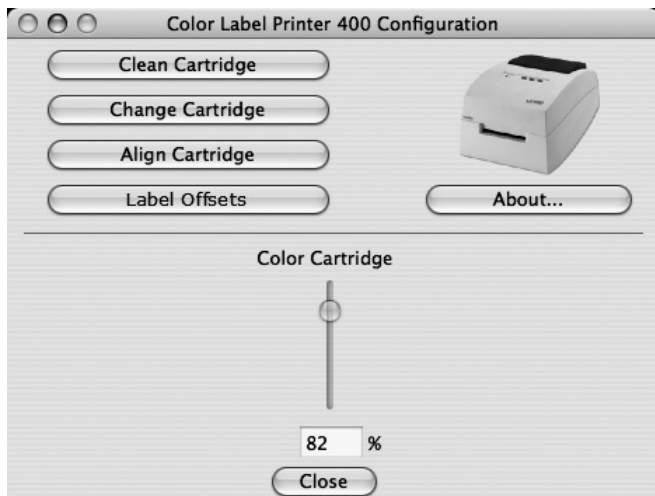 Color Label Printer 400 Configuration
Clean Cartridge
Change Cartridge
Align Cartridge
Label Offsets
About...
Color Cartridge
82 %
Close